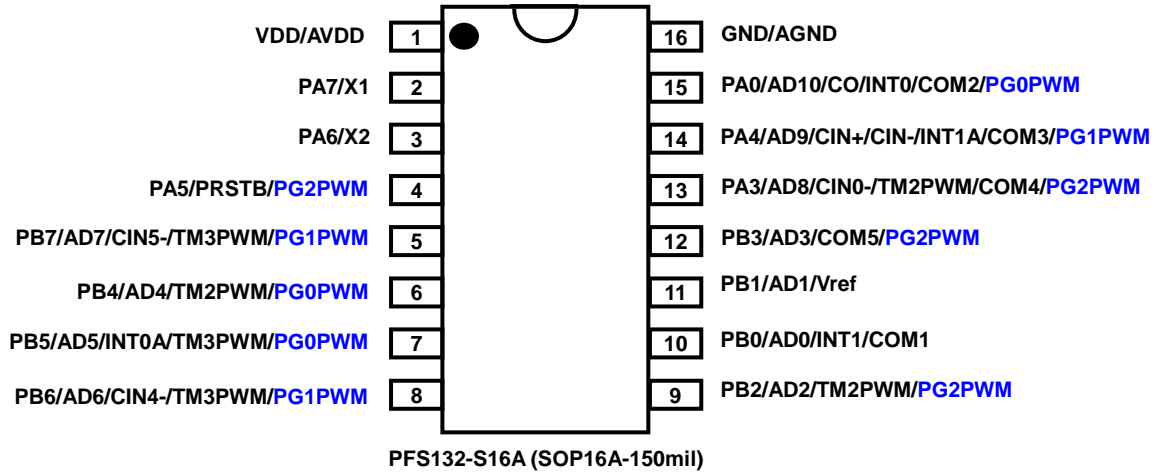 VDD/AVDD 1 16 GND/AGND
PA7/X1 2 15 PA0/AD10/CO/INT0/COM2/PG0PWM
PA6/X2 3 14 PA4/AD9/CIN+/CIN-/INT1A/COM3/PG1PWM
PA5/PRSTB/PG2PWM 4 13 PA3/AD8/CIN0-/TM2PWM/COM4/PG2PWM
PB7/AD7/CIN5-/TM3PWM/PG1PWM 5 12 PB3/AD3/COM5/PG2PWM
PB4/AD4/TM2PWM/PG0PWM 6 11 PB1/AD1/Vref
PB5/AD5/INT0A/TM3PWM/PG0PWM 7 10 PB0/AD0/INT1/COM1
PB6/AD6/CIN4-/TM3PWM/PG1PWM 8 9 PB2/AD2/TM2PWM/PG2PWM
PFS132-S16A (SOP16A-150mil)